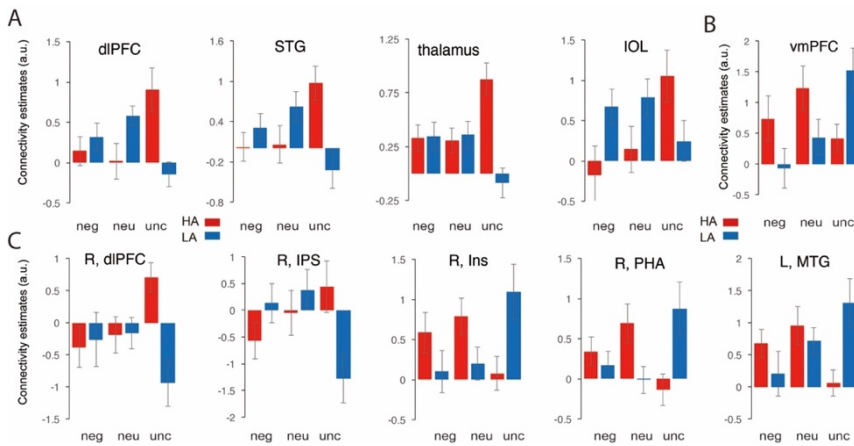 A
B
dlPFC
STG
thalamus
IOL
vmPFC
Connectivity estimates (a.u.)
1.5
1
0.5
0
-0.5
1.6
1
0.4
-0.2
-0.8
1.25
0.75
0.25
-0.25
1.5
1
0.5
0
-0.5
Connectivity estimates (a.u.)
2
1.5
1
0.5
0
-0.5
neg neu unc
neg neu unc
neg neu unc
neg neu unc
neg neu unc
HA
LA
HA
LA
C
R, dlPFC
R, IPS
R, Ins
R, PHA
L, MTG
Connectivity estimates (a.u.)
1
0.5
0
-0.5
-1
-1.5
1
0.5
0
-0.5
-1
-1.5
-2
1.5
1
0.5
0
-0.5
1.5
1
0.5
0
-0.5
2
1.5
1
0.5
0
-0.5
neg neu unc
neg neu unc
neg neu unc
neg neu unc
neg neu unc